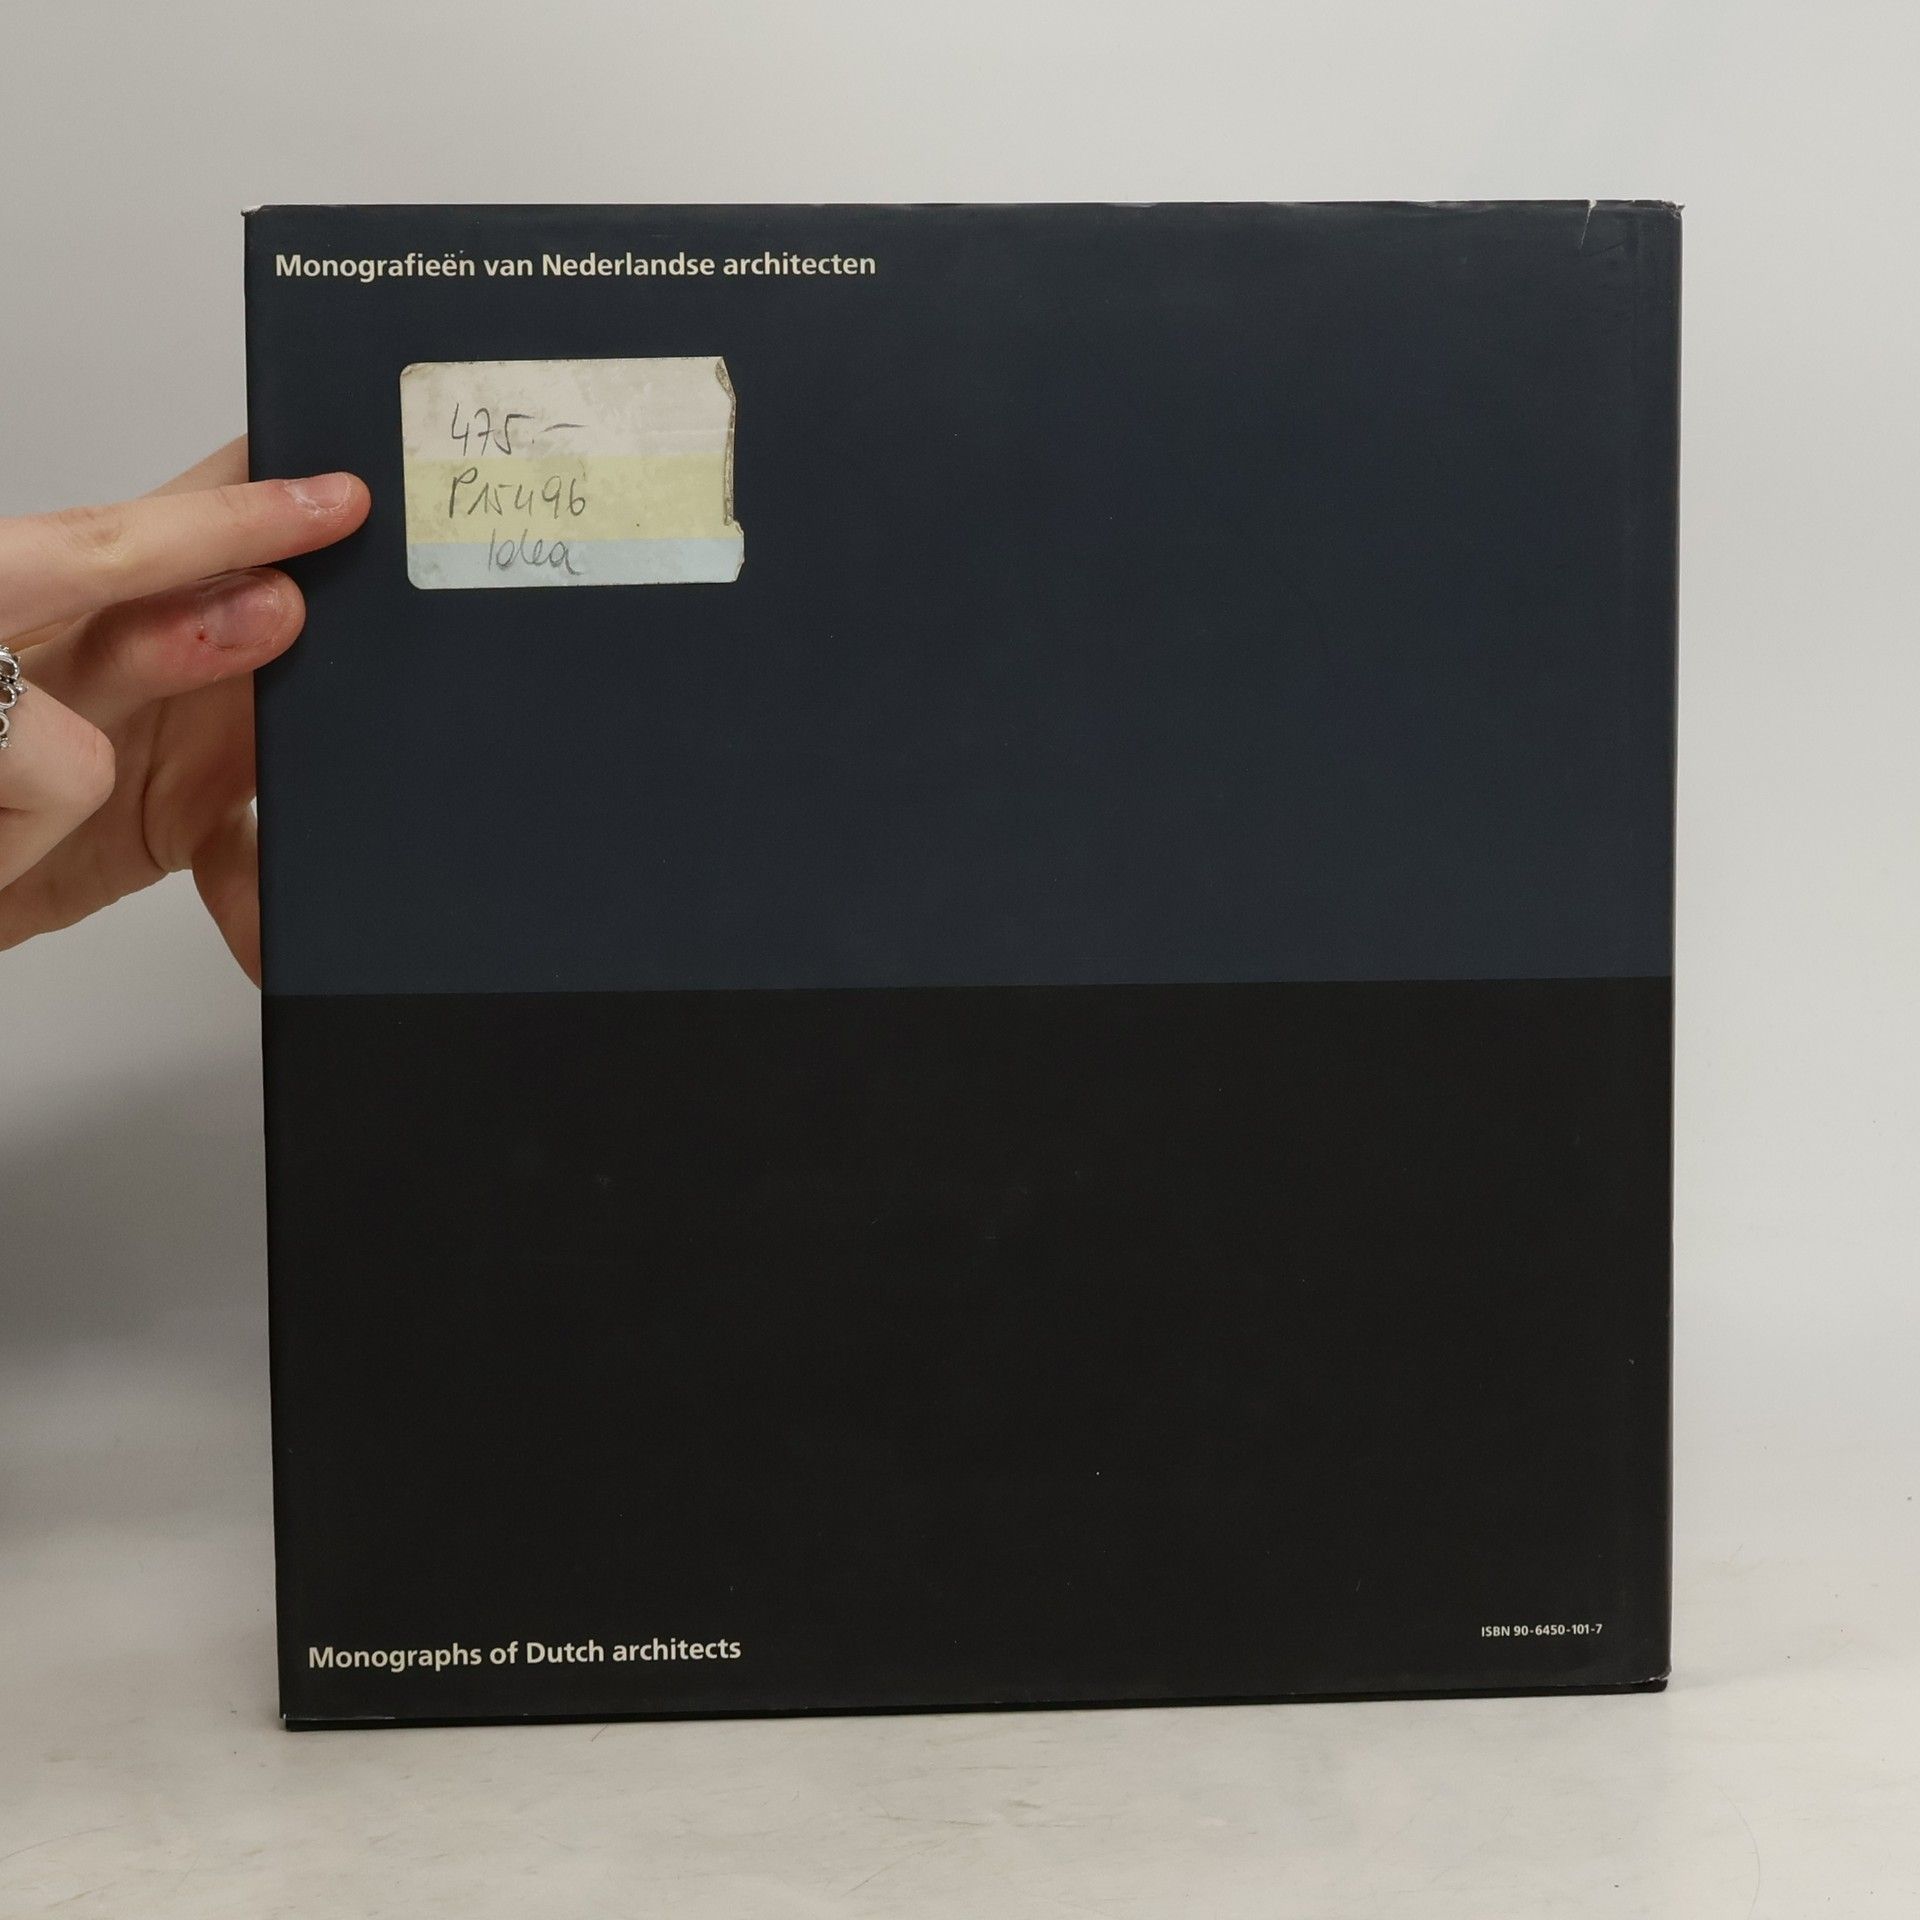 Monografieën van Nederlandse architecten
475.-
P15496
Idea
Monographs of Dutch architects
ISBN 90-6450-101-7